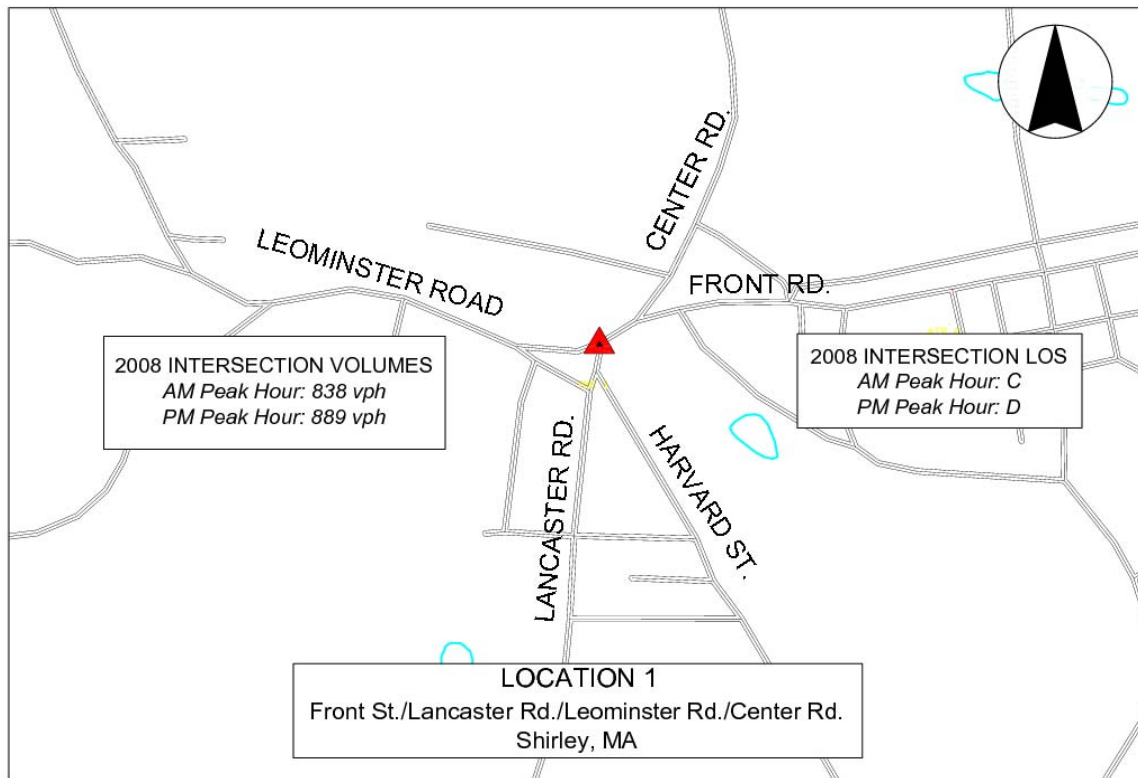 CENTER RD.
LEOMINSTER ROAD
FRONT RD.
2008 INTERSECTION VOLUMES
AM Peak Hour: 838 vph
PM Peak Hour: 889 vph
2008 INTERSECTION LOS
AM Peak Hour: C
PM Peak Hour: D
LANCASTER RD.
HARVARD ST.
LOCATION 1
Front St./Lancaster Rd./Leominster Rd./Center Rd.
Shirley, MA